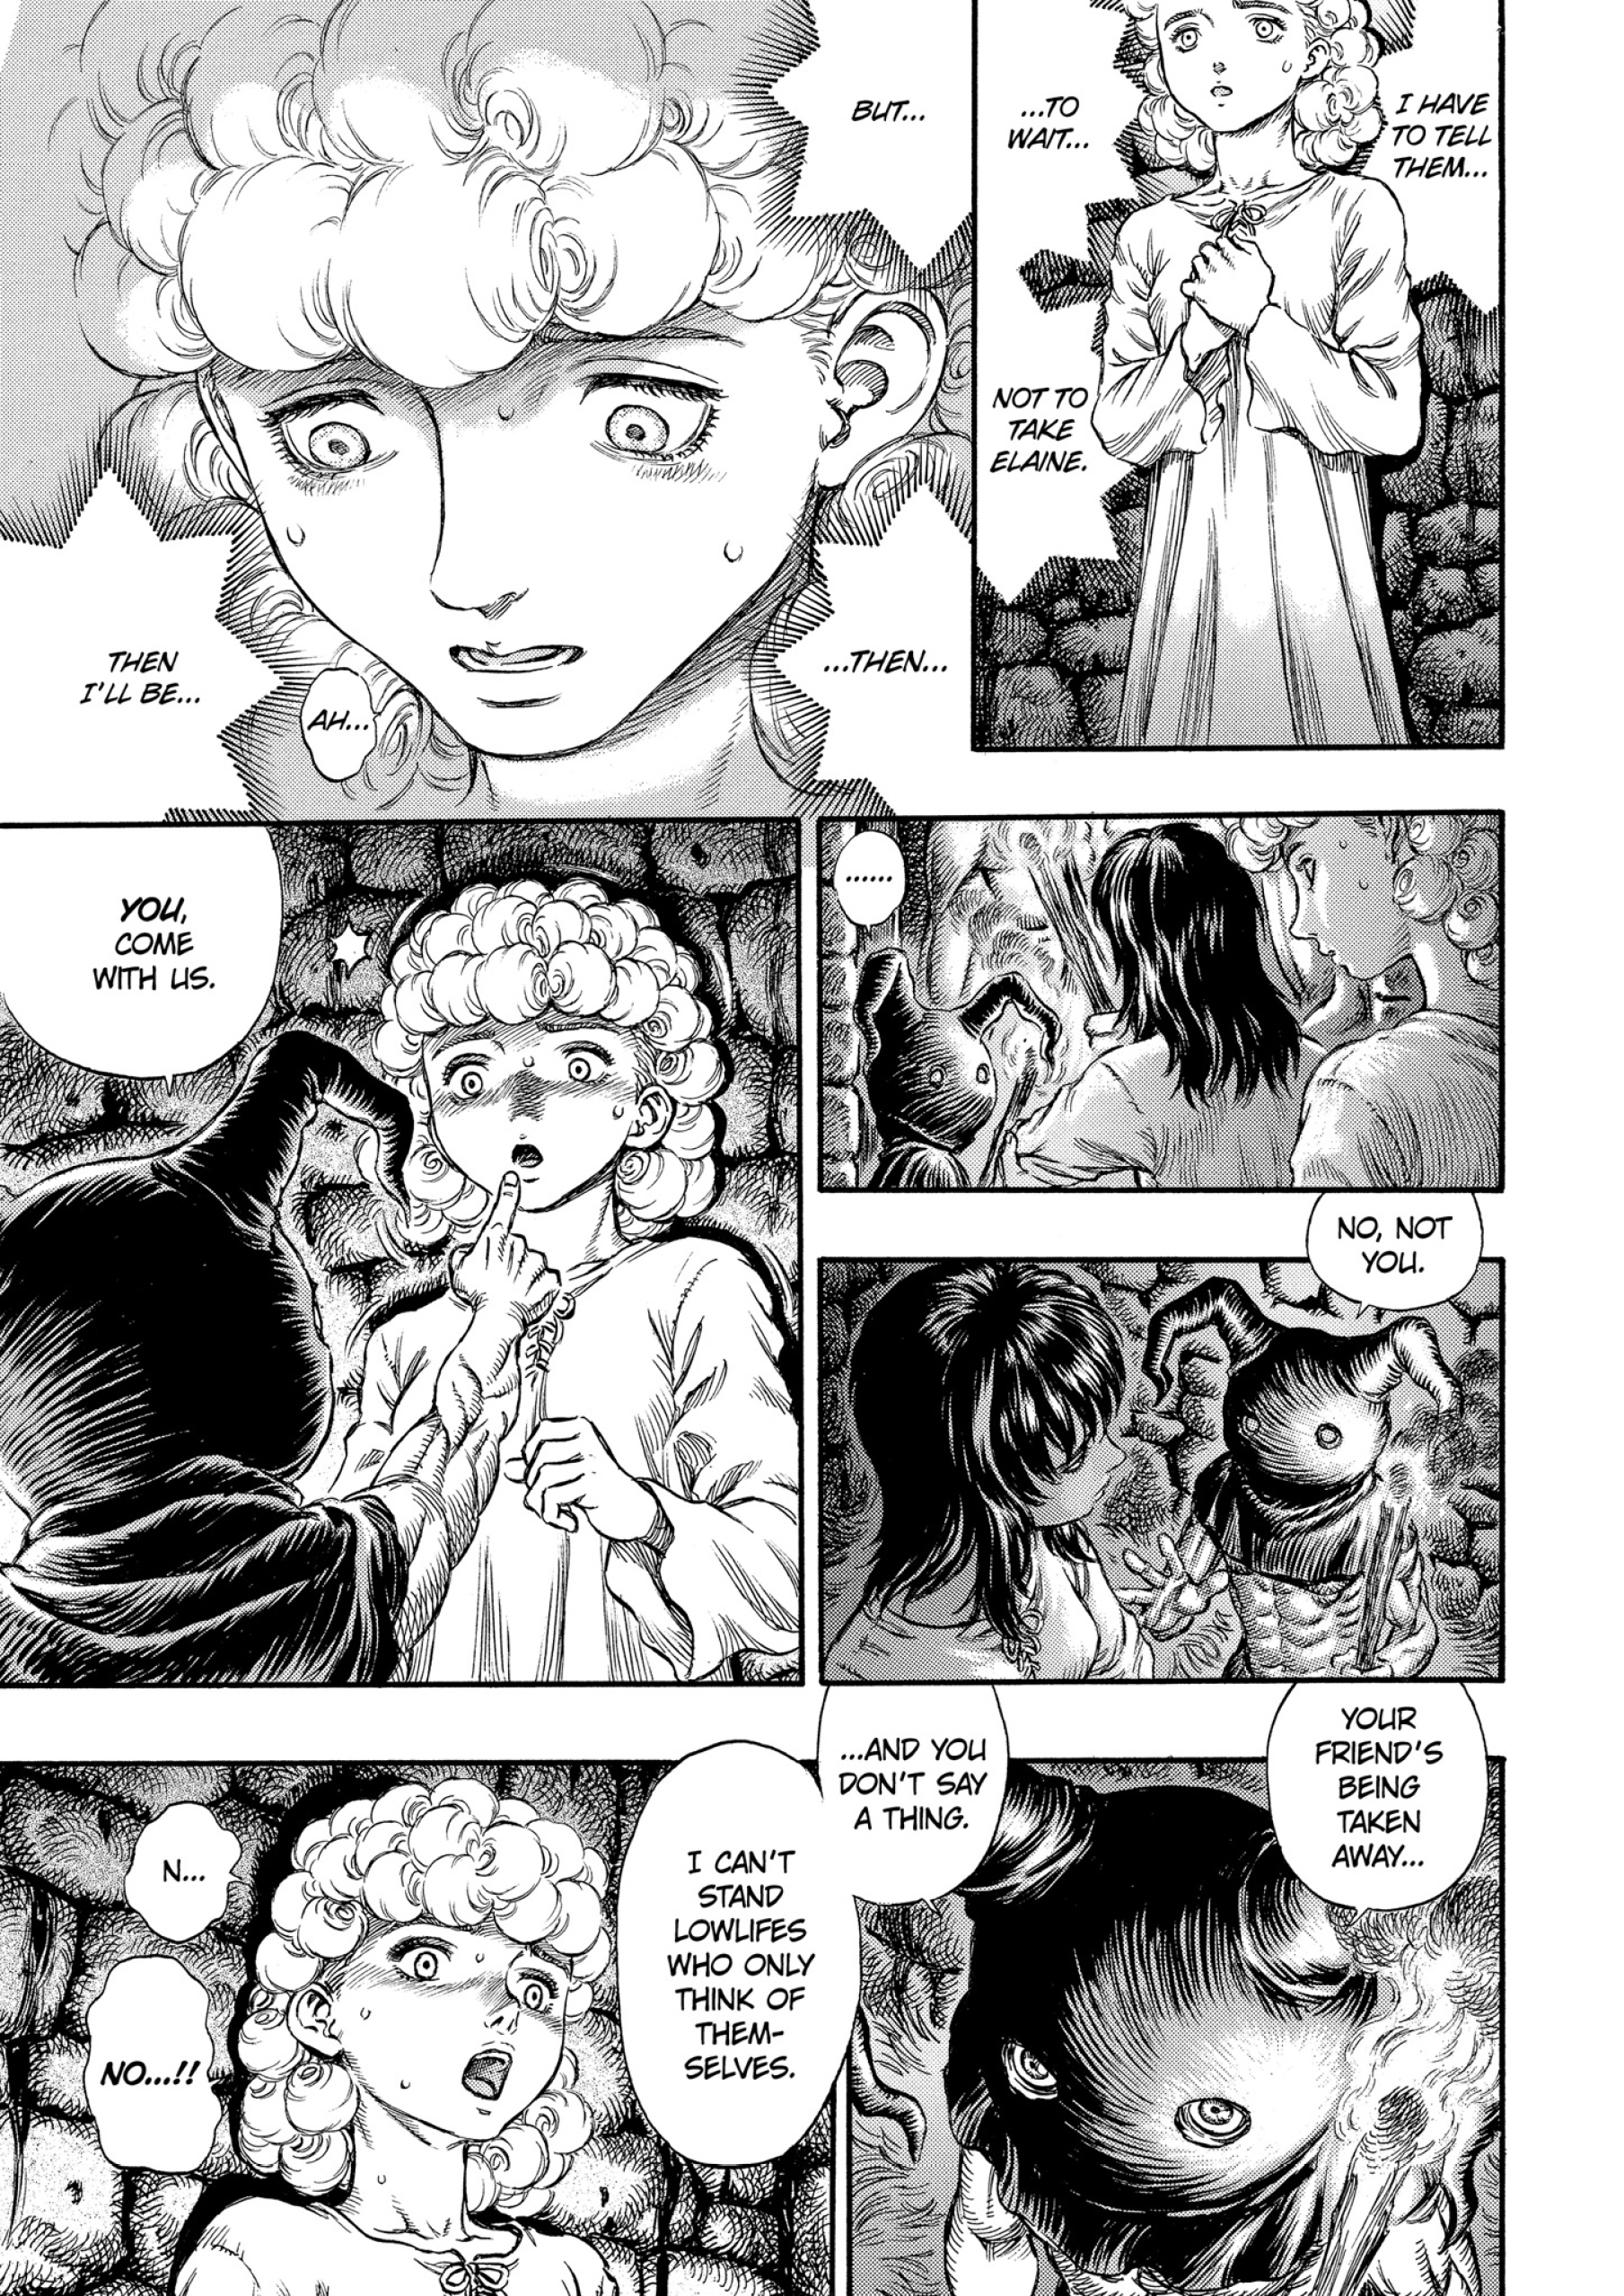 I HAVE
TO TELL
THEM...
...TO
WAIT...
NOT TO
TAKE
ELAINE.
BUT...
...THEN...
AH...
THEN
I'LL BE...
......
NO, NOT
YOU.
YOU,
COME
WITH US.
YOUR
FRIEND'S
BEING
TAKEN
AWAY...
...AND YOU
DON'T SAY
A THING.
I CAN'T
STAND
LOWLIFES
WHO ONLY
THINK OF
THEM-
SELVES.
N...
NO...!!